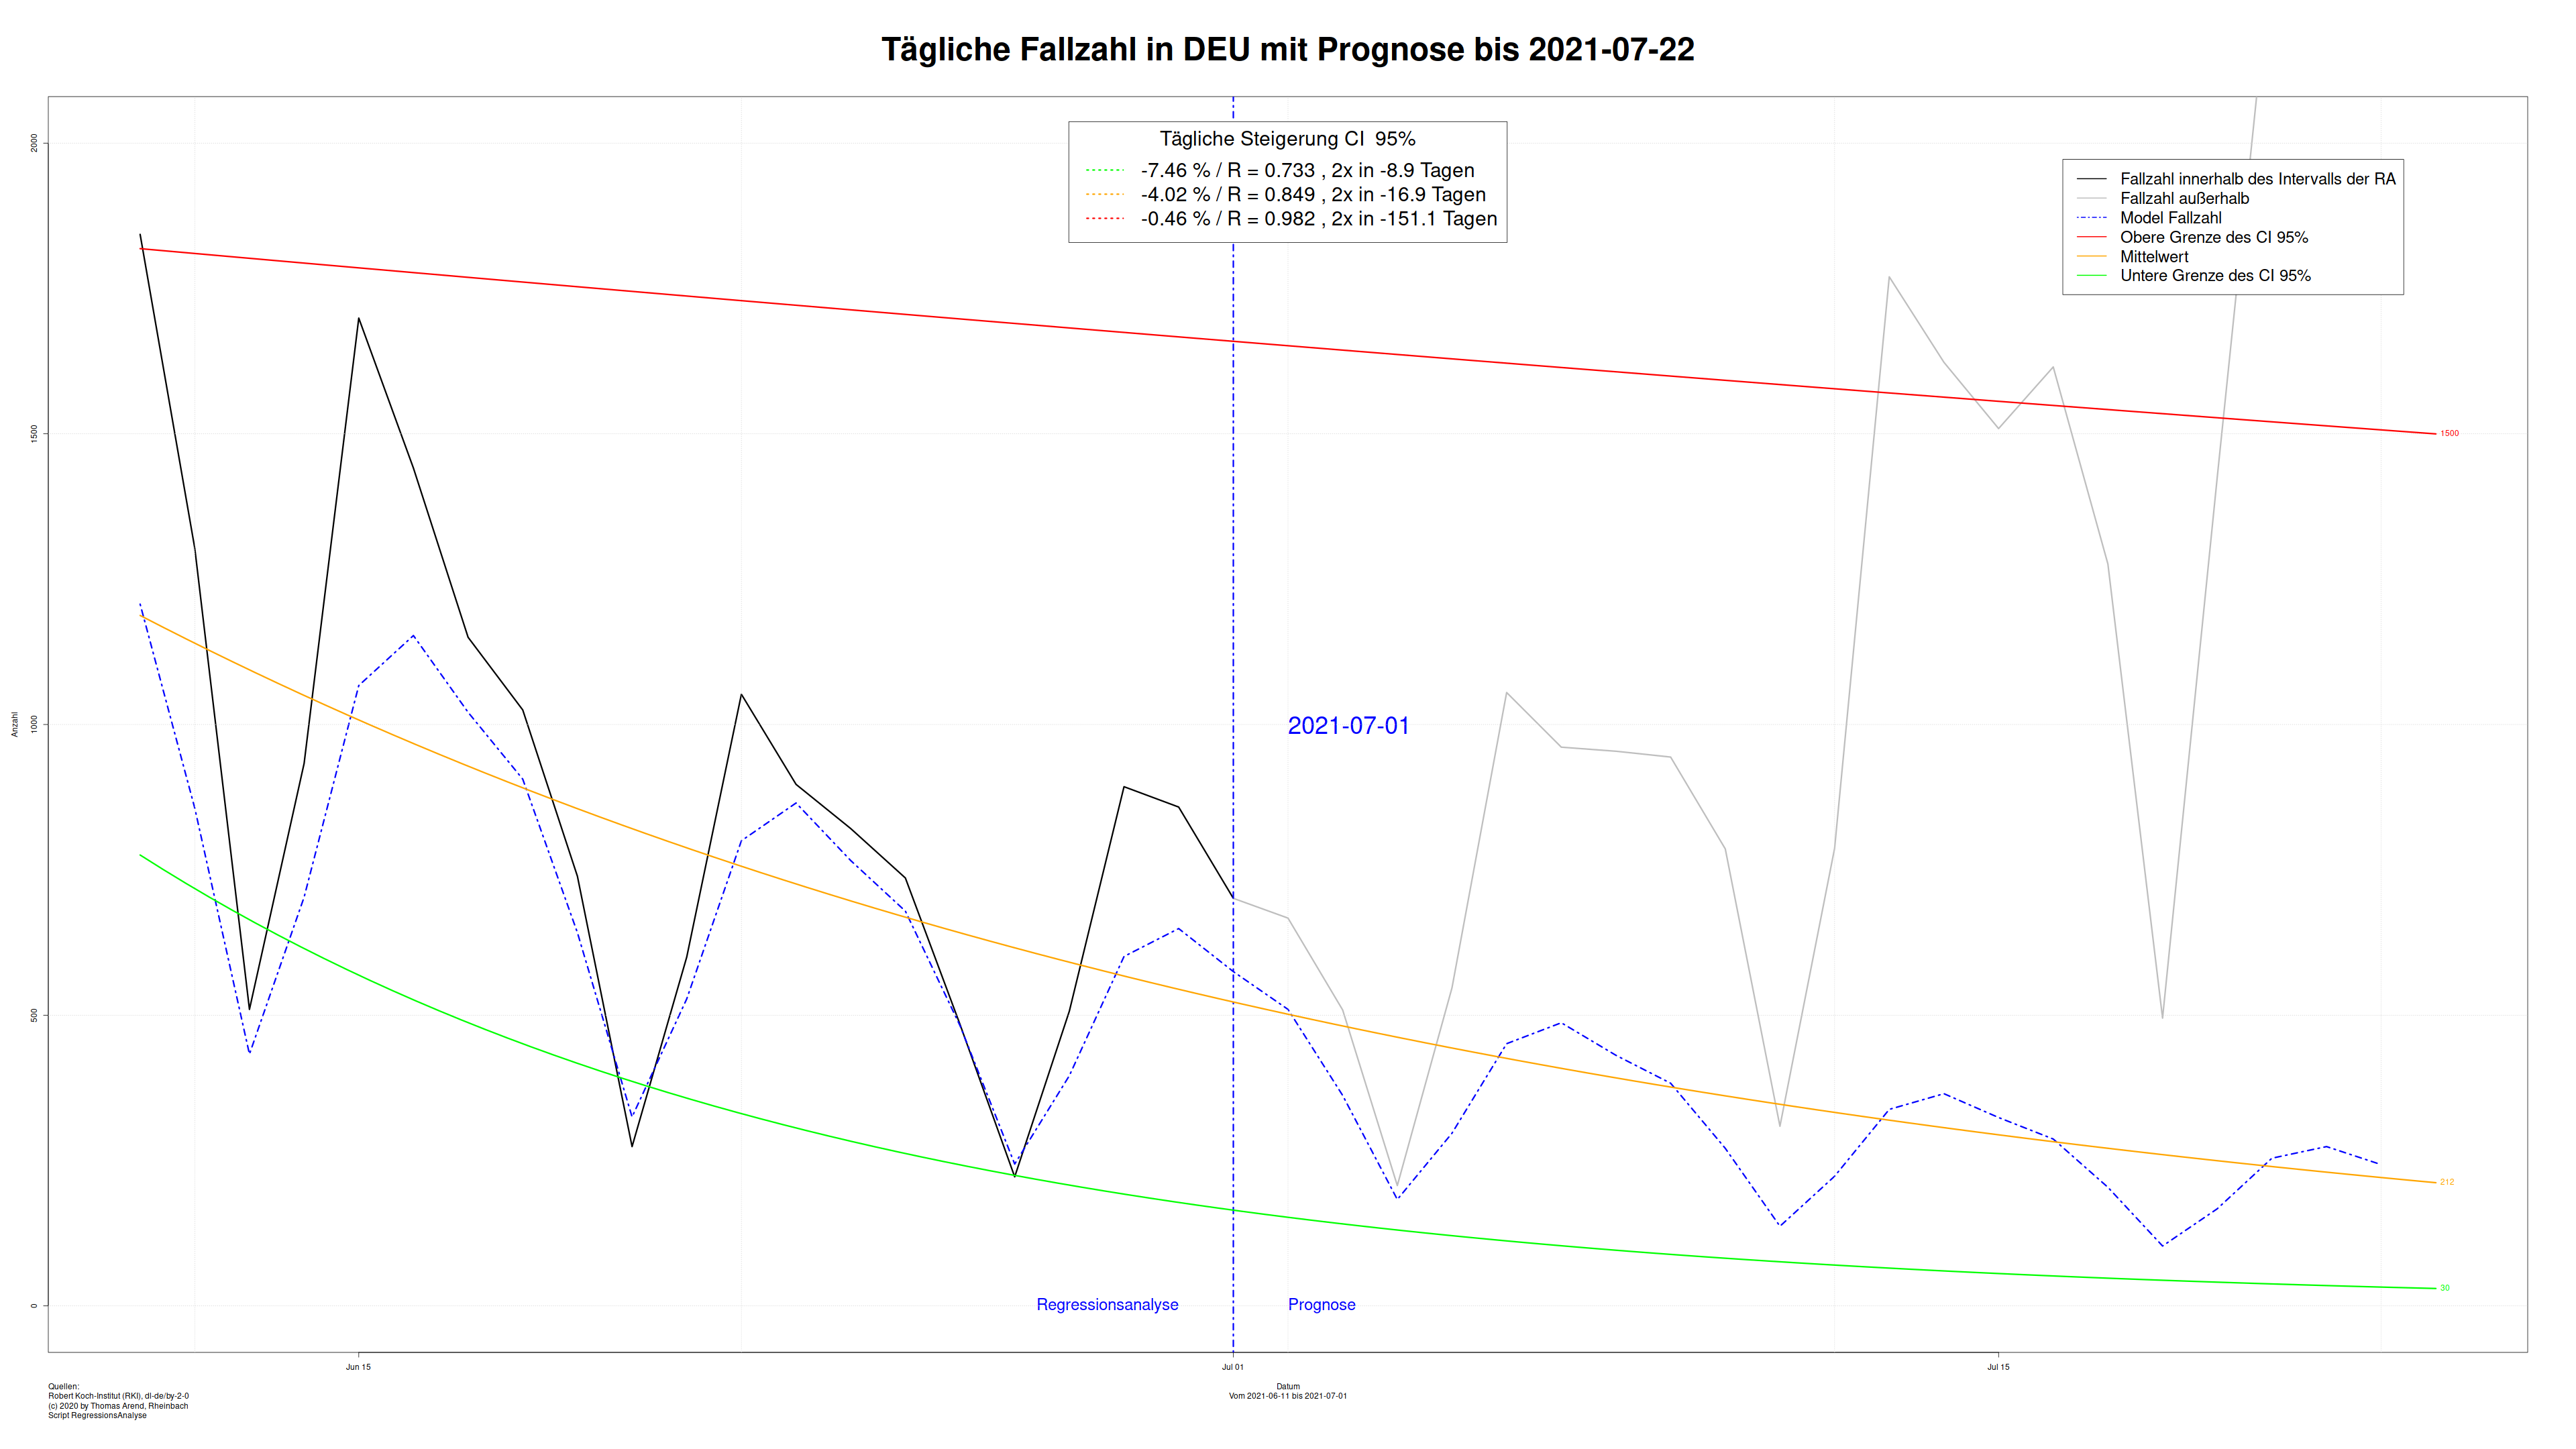 Tägliche Fallzahl in DEU mit Prognose bis 2021-07-22
Tägliche Steigerung CI  95%
-7.46 % / R = 0.733 , 2x in -8.9 Tagen
-4.02 % / R = 0.849 , 2x in -16.9 Tagen
-0.46 % / R = 0.982 , 2x in -151.1 Tagen
Fallzahl innerhalb des Intervalls der RA
Fallzahl außerhalb
Model Fallzahl
Obere Grenze des CI 95%
Mittelwert
Untere Grenze des CI 95%
2000
1500
1000
500
0
Anzahl
1500
2021-07-01
212
30
Regressionsanalyse
Prognose
Jun 15
Jul 01
Jul 15
Datum
Vom 2021-06-11 bis 2021-07-01
Quellen:
Robert Koch-Institut (RKI), dl-de/by-2-0
(c) 2020 by Thomas Arend, Rheinbach
Script RegressionsAnalyse